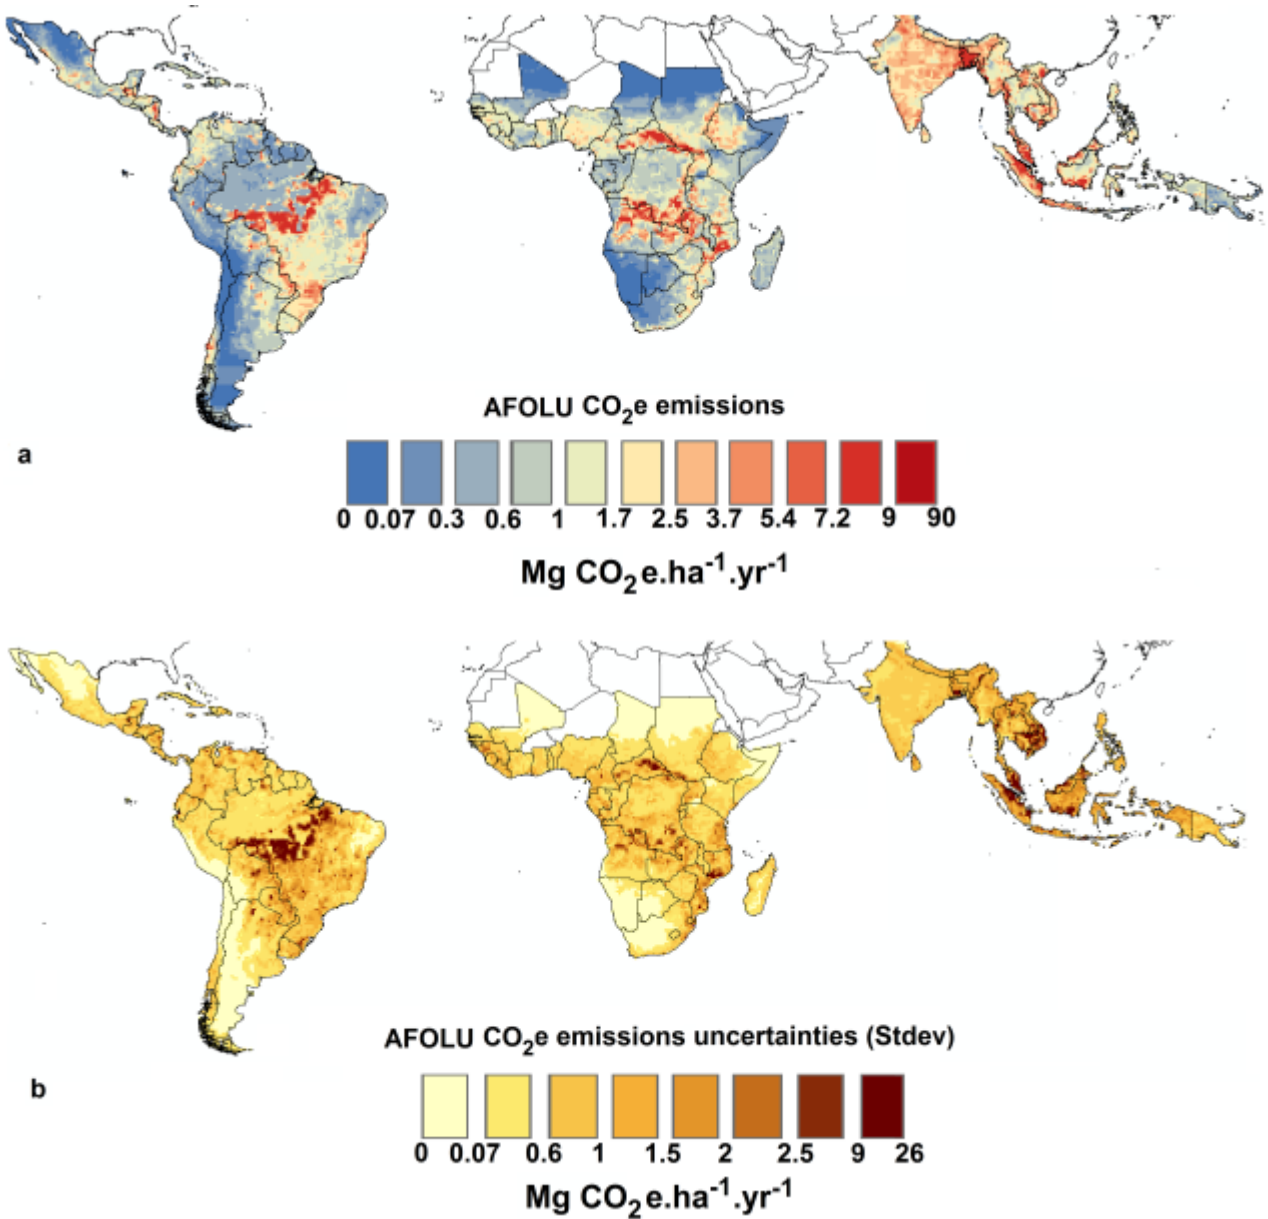 AFOLU CO₂e emissions
a
0 0.07 0.3 0.6 1 1.7 2.5 3.7 5.4 7.2 9 90
Mg CO₂e.ha⁻¹.yr⁻¹
AFOLU CO₂e emissions uncertainties (Stdev)
b
0 0.07 0.6 1 1.5 2 2.5 9 26
Mg CO₂e.ha⁻¹.yr⁻¹